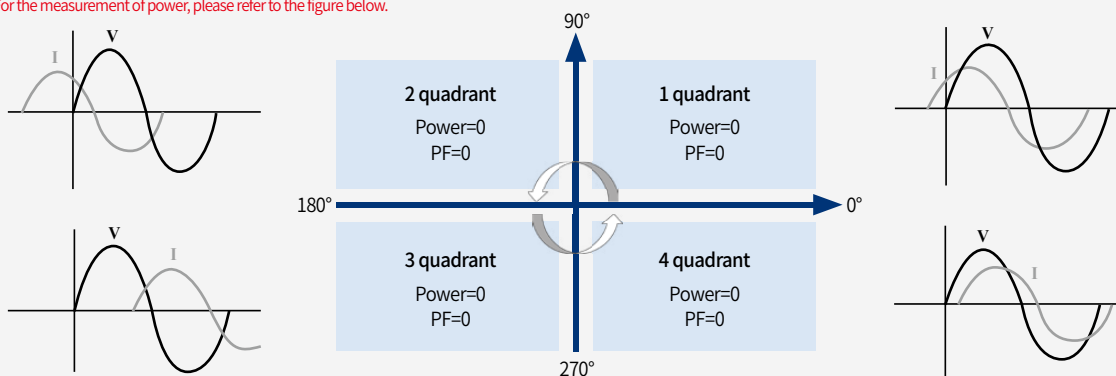 For the measurement of power, please refer to the figure below.
90°
V
I
2 quadrant
Power=0
PF=0
1 quadrant
Power=0
PF=0
V
I
180°
0°
V
I
3 quadrant
Power=0
PF=0
4 quadrant
Power=0
PF=0
V
I
270°